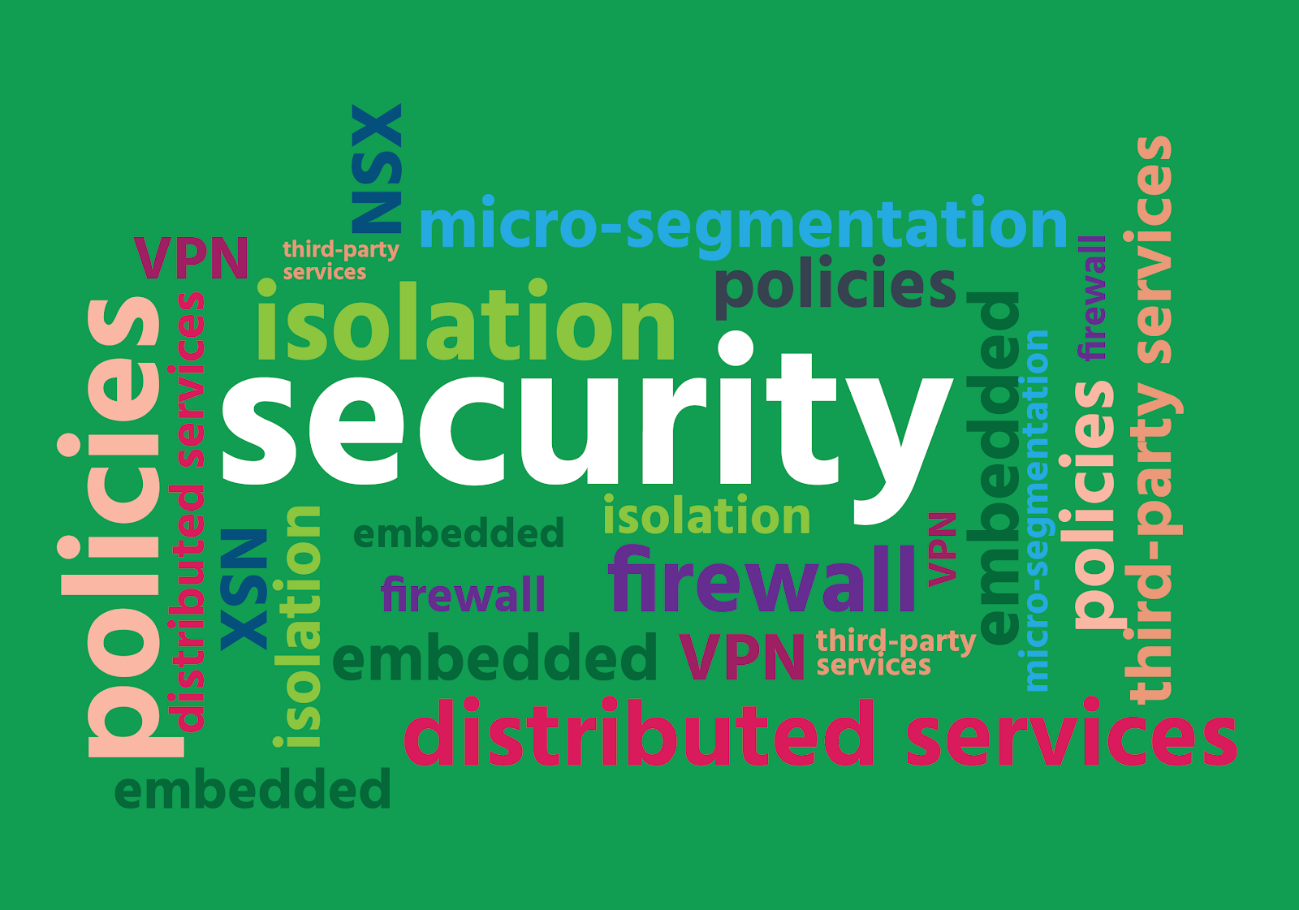 NSX
micro-segmentation
VPN
third-party
services
policies
firewall
third-party services
isolation
policies
distributed services
security
embedded
micro-segmentation
policies
isolation
embedded
VPN
NSX
isolation
firewall
firewall
embedded
VPN
third-party
services
distributed services
embedded